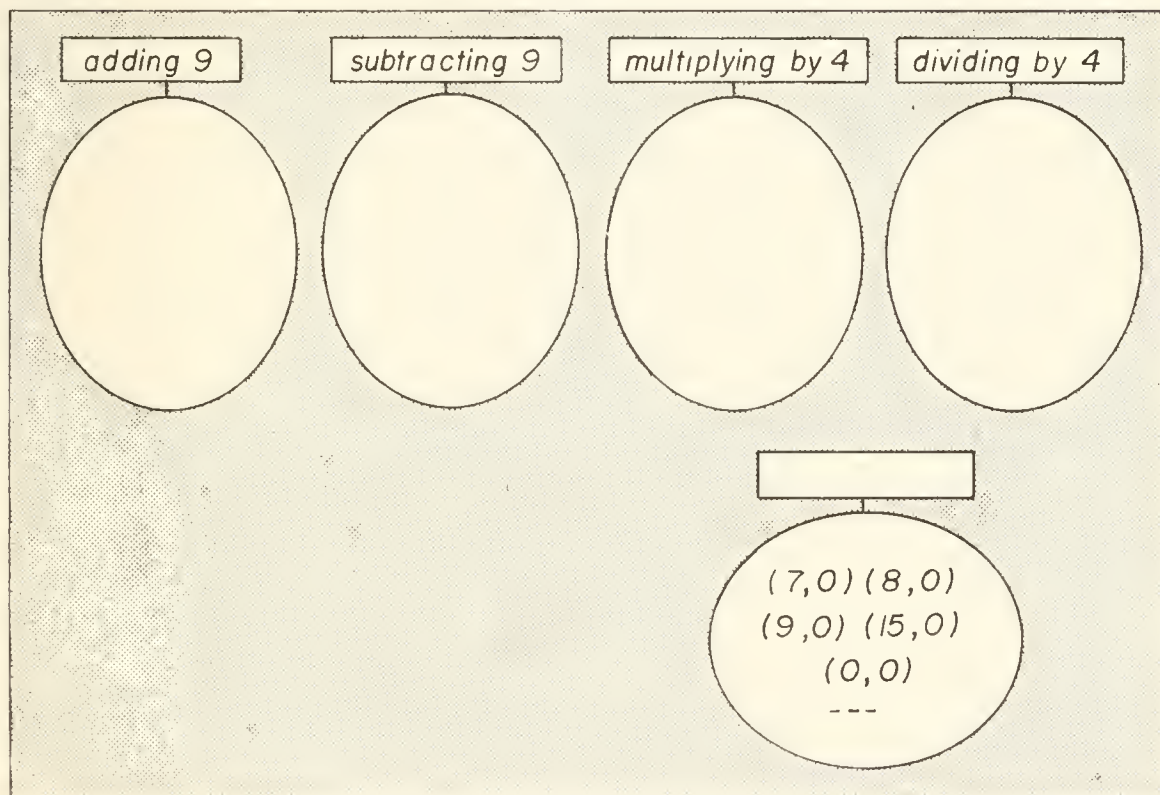 adding 9
subtracting 9
multiplying by 4
dividing by 4
(7,0) (8,0)
(9,0) (15,0)
(0,0)
---